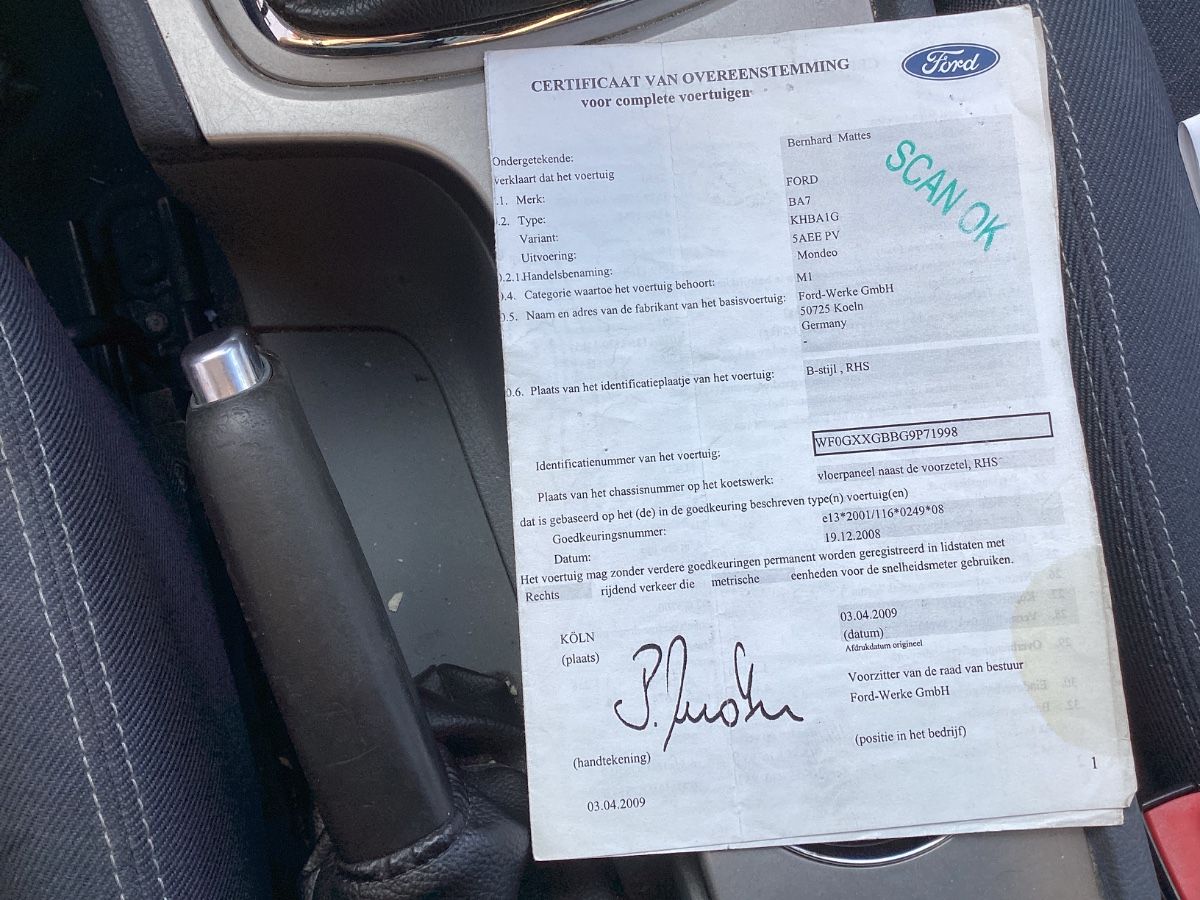 CERTIFICAAT VAN OVEREENSTEMMING
Ford
voor complete voertuigen
Ondergetekende: Bernhard Mattes
verklaart dat het voertuig
SCAN OK
.1. Merk: FORD
.2. Type: BA7
Variant: KHBA1G
Uitvoering: 5AEE PV
0.2.1.Handelsbenaming: Mondeo
0.4. Categorie waartoe het voertuig behoort: M1
0.5. Naam en adres van de fabrikant van het basisvoertuig: Ford-Werke GmbH
50725 Koeln
Germany
-
0.6. Plaats van het identificatieplaatje van het voertuig: B-stijl , RHS
Identificatienummer van het voertuig: WF0GXXGBBG9P71998
Plaats van het chassisnummer op het koetswerk: vloerpaneel naast de voorzetel, RHS
dat is gebaseerd op het (de) in de goedkeuring beschreven type(n) voertuig(en)
Goedkeuringsnummer: e13*2001/116*0249*08
Datum: 19.12.2008
Het voertuig mag zonder verdere goedkeuringen permanent worden geregistreerd in lidstaten met
Rechts rijdend verkeer die metrische eenheden voor de snelheidsmeter gebruiken.
KÖLN 03.04.2009
(plaats) (datum)
Afdrukdatum origineel
Voorzitter van de raad van bestuur
Ford-Werke GmbH
(handtekening) (positie in het bedrijf)
03.04.2009
1